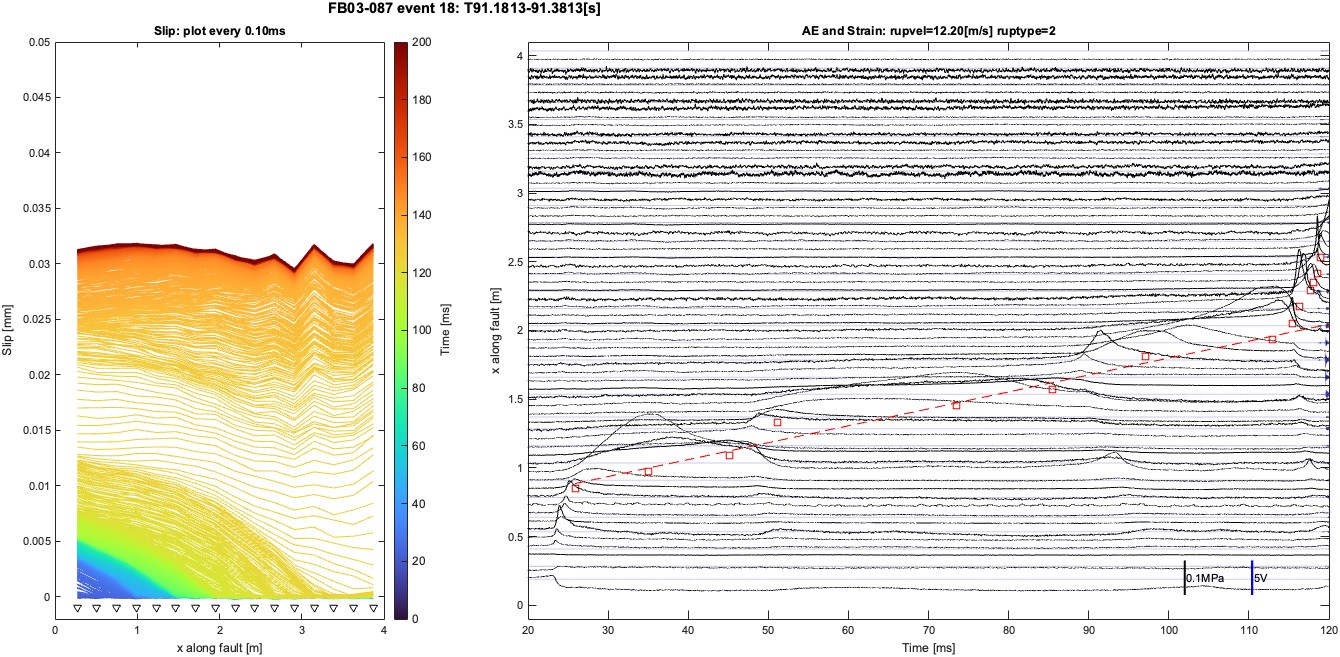 FB03-087 event 18: T91.1813-91.3813[s]
Slip: plot every 0.10ms
0.05
0.045
0.04
0.035
0.03
0.025
0.02
0.015
0.01
0.005
0
Slip [mm]
0 1 2 3 4
x along fault [m]
200
180
160
140
120
100
80
60
40
20
0
Time [ms]
AE and Strain: rupvel=12.20[m/s] ruptype=2
4
3.5
3
2.5
2
1.5
1
0.5
0
x along fault [m]
0.1MPa
5V
20 30 40 50 60 70 80 90 100 110 120
Time [ms]